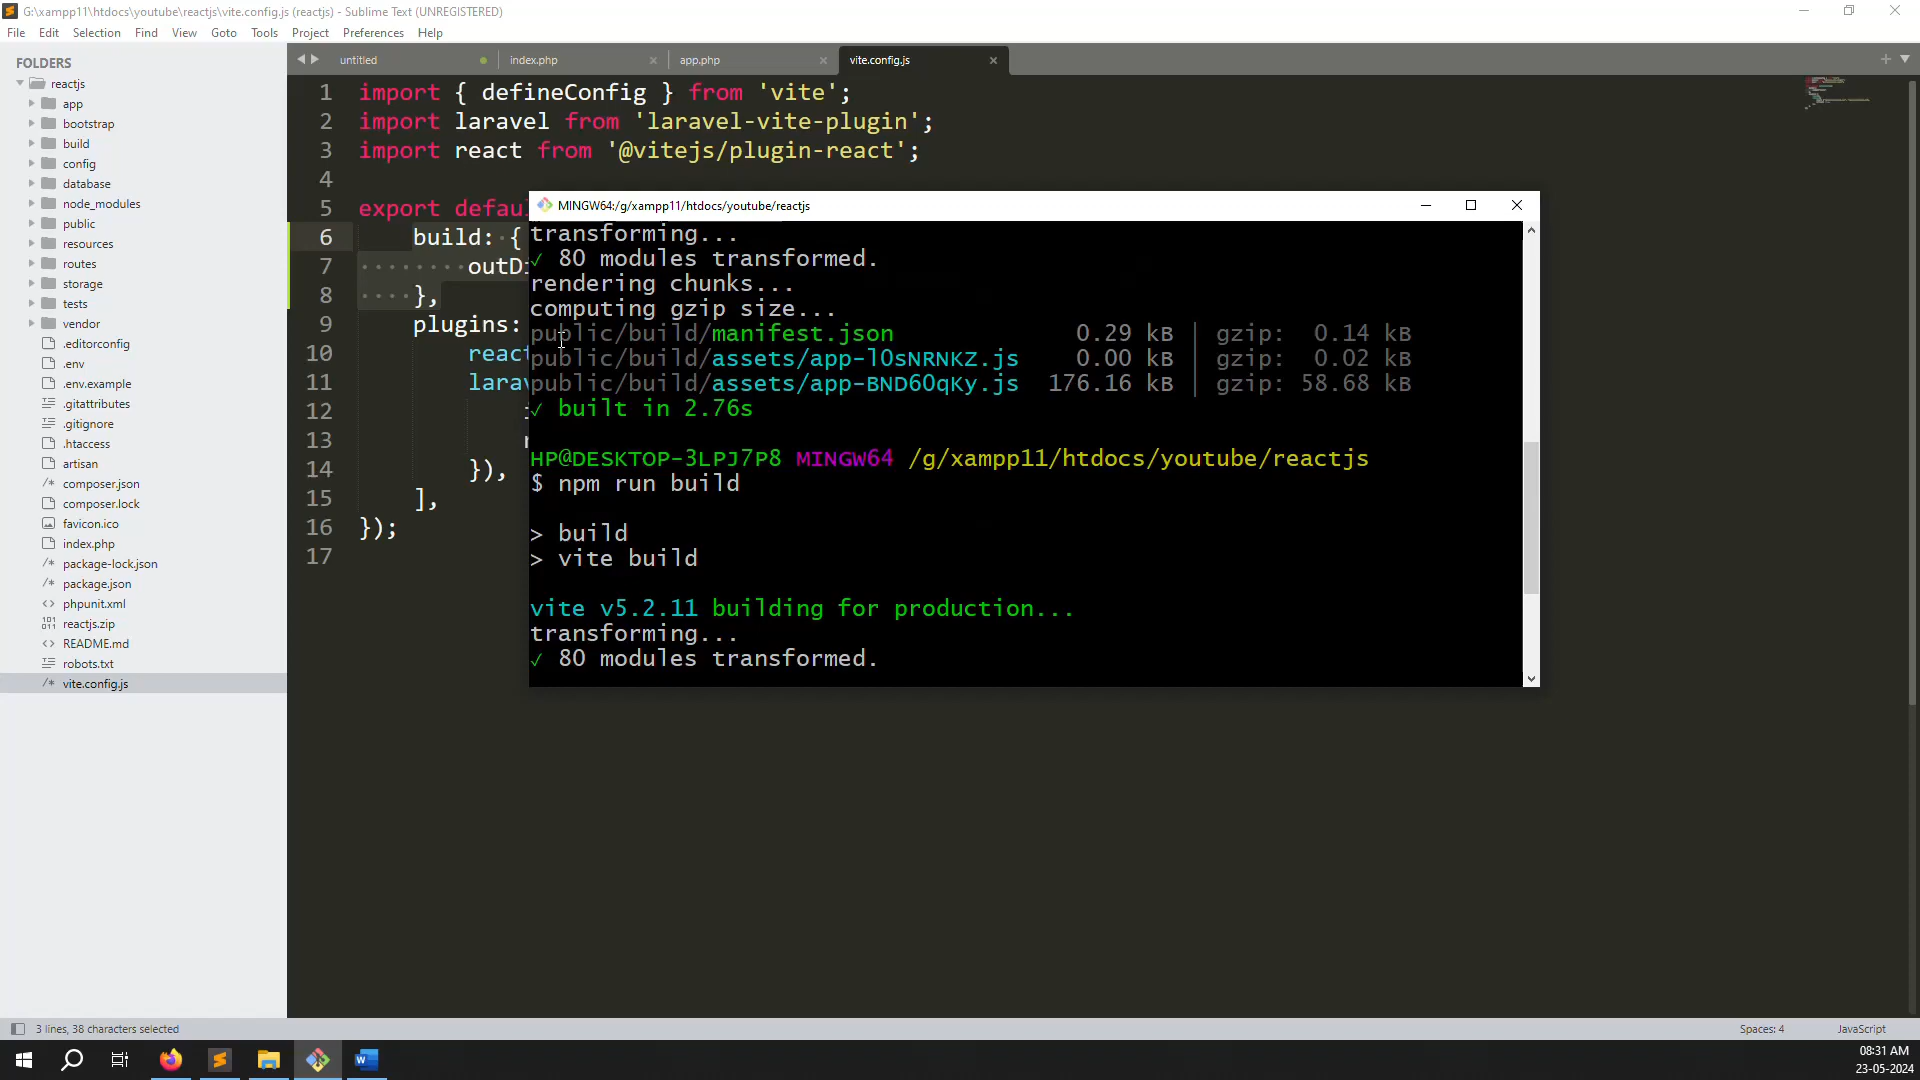 G:\xampp11\htdocs\youtube\reactjs\vite.config.js (reactjs) - Sublime Text (UNREGISTERED)
File Edit Selection Find View Goto Tools Project Preferences Help
FOLDERS
reactjs
app
bootstrap
build
config
database
node_modules
public
resources
routes
storage
tests
vendor
.editorconfig
.env
.env.example
.gitattributes
.gitignore
.htaccess
artisan
composer.json
composer.lock
favicon.ico
index.php
package-lock.json
package.json
phpunit.xml
reactjs.zip
README.md
robots.txt
vite.config.js
untitled index.php app.php vite.config.js
1 import { defineConfig } from 'vite';
2 import laravel from 'laravel-vite-plugin';
3 import react from '@vitejs/plugin-react';
4
5 export defau
6 build: {
7 outD
8 },
9 plugins:
10 react
11 lara
12
13
14 }),
15 ],
16 });
17
MINGW64:/g/xampp11/htdocs/youtube/reactjs
transforming...
✓ 80 modules transformed.
rendering chunks...
computing gzip size...
public/build/manifest.json 0.29 kB │ gzip: 0.14 kB
public/build/assets/app-l0sNRNKZ.js 0.00 kB │ gzip: 0.02 kB
public/build/assets/app-BND6OqKy.js 176.16 kB │ gzip: 58.68 kB
✓ built in 2.76s
HP@DESKTOP-3LPJ7P8 MINGW64 /g/xampp11/htdocs/youtube/reactjs
$ npm run build
> build
> vite build
vite v5.2.11 building for production...
transforming...
✓ 80 modules transformed.
3 lines, 38 characters selected
Spaces: 4 JavaScript
08:31 AM
23-05-2024